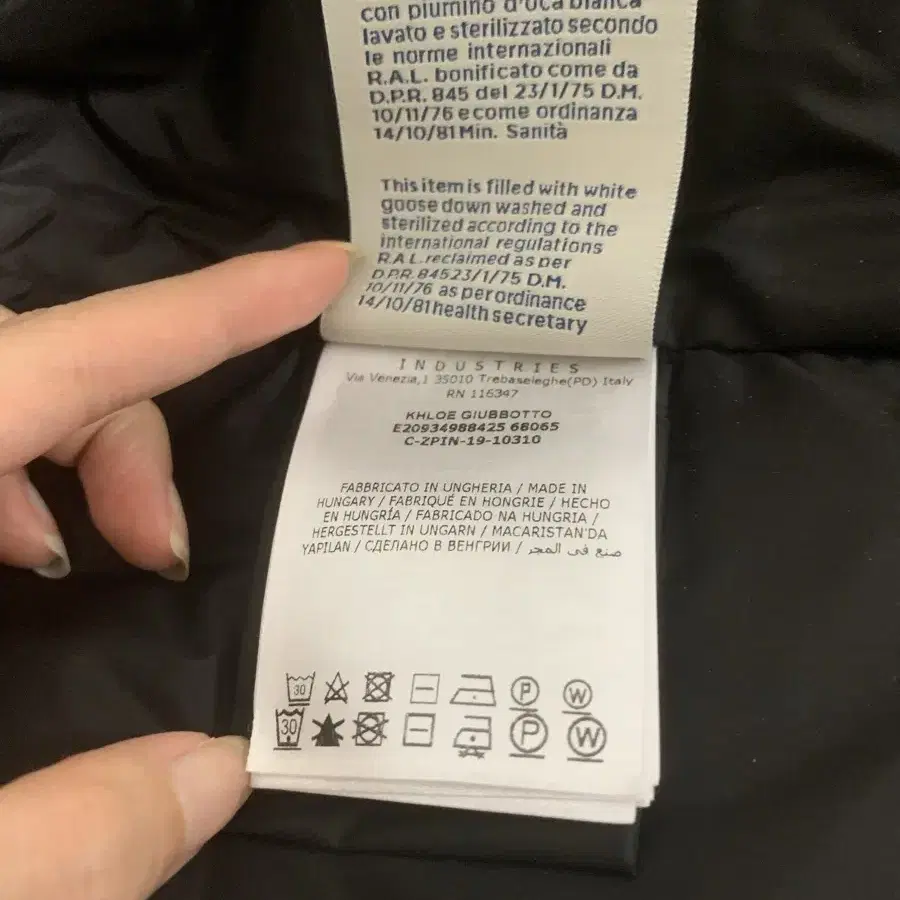 con piumino d'oca bianca
lavato e sterilizzato secondo
le norme internazionali
R.A.L. bonificato come da
D.P.R. 845 del 23/1/75 D.M.
10/11/76 e come ordinanza
14/10/81 Min. Sanità
This item is filled with white
goose down washed and
sterilized according to the
international regulations
R.A.L. reclaimed as per
D.P.R. 84523/1/75 D.M.
10/11/76 as per ordinance
14/10/81 health secretary
INDUSTRIES
Via Venezia,1 35010 Trebaseleghe(PD) Italy
RN 116347
KHLOE GIUBBOTTO
E20934988425 68065
C-ZPIN-19-10310
FABBRICATO IN UNGHERIA / MADE IN
HUNGARY / FABRIQUÉ EN HONGRIE / HECHO
EN HUNGRÍA / FABRICADO NA HUNGRIA /
HERGESTELLT IN UNGARN / MACARISTAN'DA
YAPILAN / СДЕЛАНО В ВЕНГРИИ / صنع في المجر
30 P W
30 P W